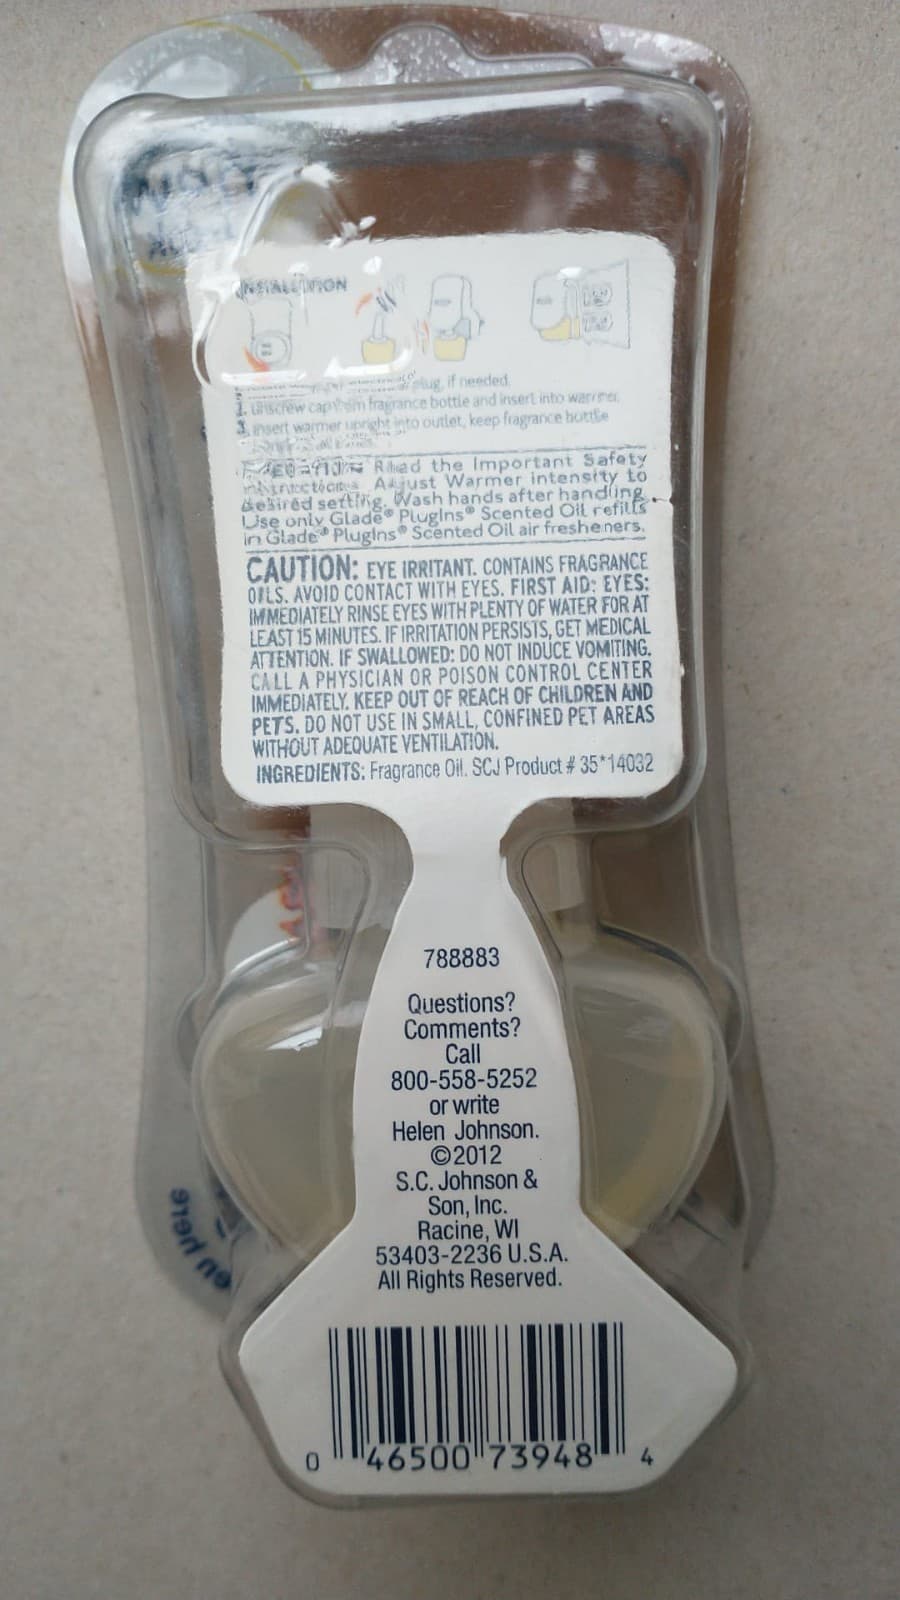 INSTALLATION
plug, if needed.
2. Unscrew cap from fragrance bottle and insert into warmer.
3. Insert warmer upright into outlet, keep fragrance bottle
Read the Important Safety
Instructions. Adjust Warmer intensity to
desired setting. Wash hands after handling.
Use only Glade® PlugIns® Scented Oil refills
in Glade® PlugIns® Scented Oil air fresheners.
CAUTION: EYE IRRITANT. CONTAINS FRAGRANCE
OILS. AVOID CONTACT WITH EYES. FIRST AID: EYES:
IMMEDIATELY RINSE EYES WITH PLENTY OF WATER FOR AT
LEAST 15 MINUTES. IF IRRITATION PERSISTS, GET MEDICAL
ATTENTION. IF SWALLOWED: DO NOT INDUCE VOMITING.
CALL A PHYSICIAN OR POISON CONTROL CENTER
IMMEDIATELY. KEEP OUT OF REACH OF CHILDREN AND
PETS. DO NOT USE IN SMALL, CONFINED PET AREAS
WITHOUT ADEQUATE VENTILATION.
INGREDIENTS: Fragrance Oil. SCJ Product # 35*14032
788883
Questions?
Comments?
Call
800-558-5252
or write
Helen Johnson.
©2012
S.C. Johnson &
Son, Inc.
Racine, WI
53403-2236 U.S.A.
All Rights Reserved.
0 46500 73948 4